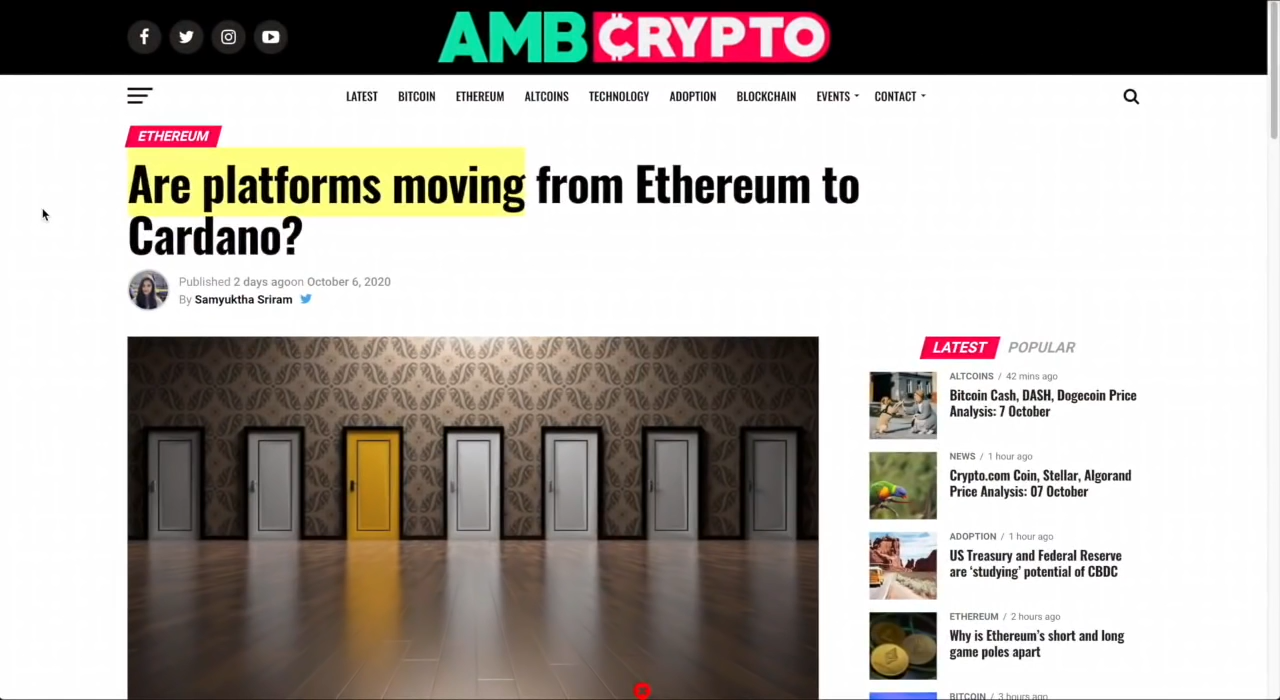 AMBCRYPTO
LATEST BITCOIN ETHEREUM ALTCOINS TECHNOLOGY ADOPTION BLOCKCHAIN EVENTS CONTACT
ETHEREUM
Are platforms moving from Ethereum to
Cardano?
Published 2 days agoon October 6, 2020
By Samyuktha Sriram
LATEST POPULAR
ALTCOINS / 42 mins ago
Bitcoin Cash, DASH, Dogecoin Price
Analysis: 7 October
NEWS / 1 hour ago
Crypto.com Coin, Stellar, Algorand
Price Analysis: 07 October
ADOPTION / 1 hour ago
US Treasury and Federal Reserve
are ‘studying’ potential of CBDC
ETHEREUM / 2 hours ago
Why is Ethereum’s short and long
game poles apart
BITCOIN / 3 hours ago